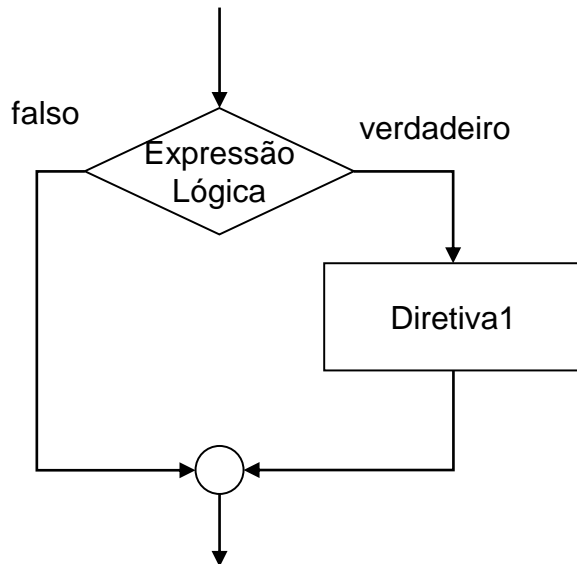 falso
verdadeiro
Expressão
Lógica
Diretiva1